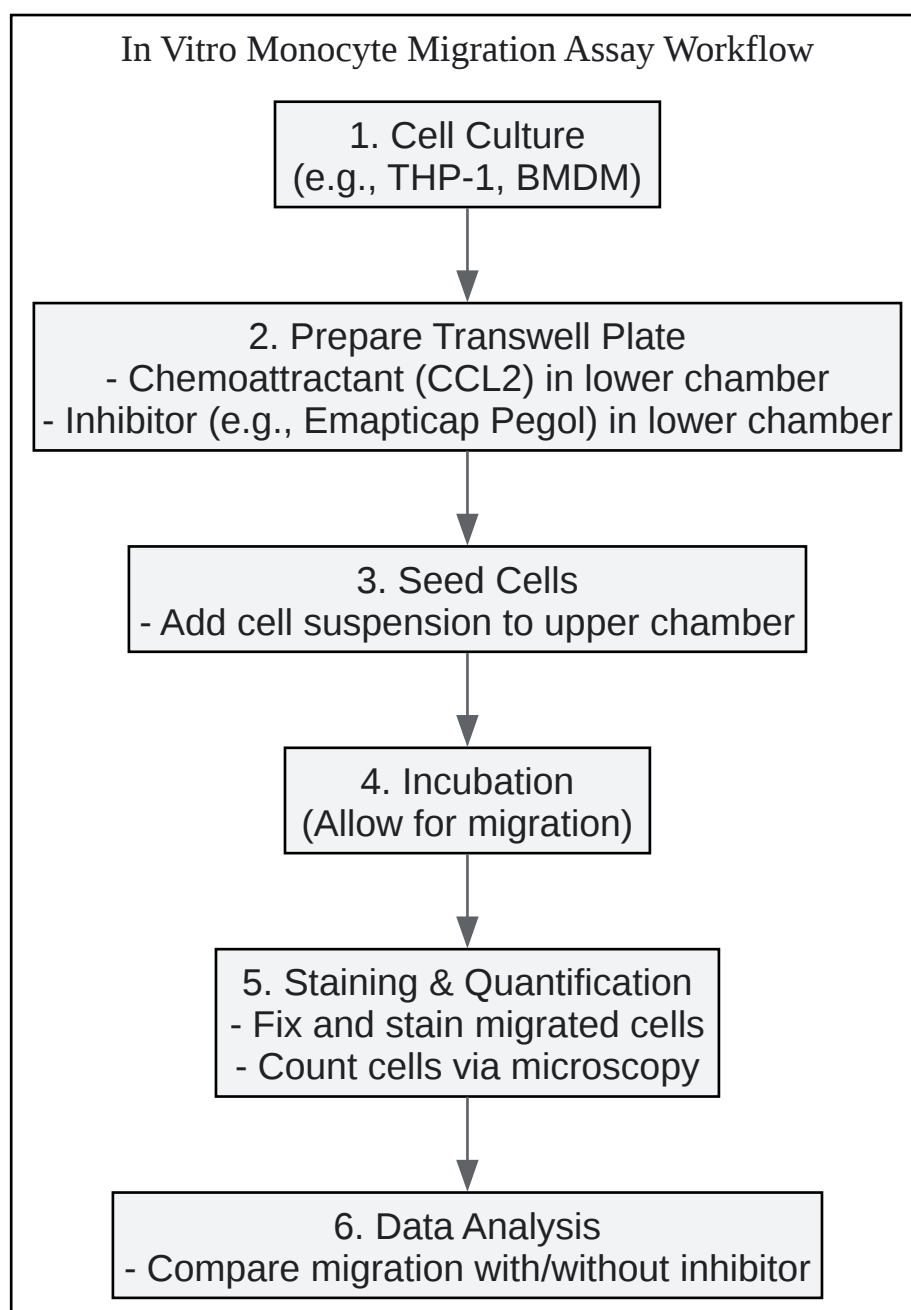 In Vitro Monocyte Migration Assay Workflow
1. Cell Culture
(e.g., THP-1, BMDM)
2. Prepare Transwell Plate
- Chemoattractant (CCL2) in lower chamber
- Inhibitor (e.g., Emapticap Pegol) in lower chamber
3. Seed Cells
- Add cell suspension to upper chamber
4. Incubation
(Allow for migration)
5. Staining & Quantification
- Fix and stain migrated cells
- Count cells via microscopy
6. Data Analysis
- Compare migration with/without inhibitor